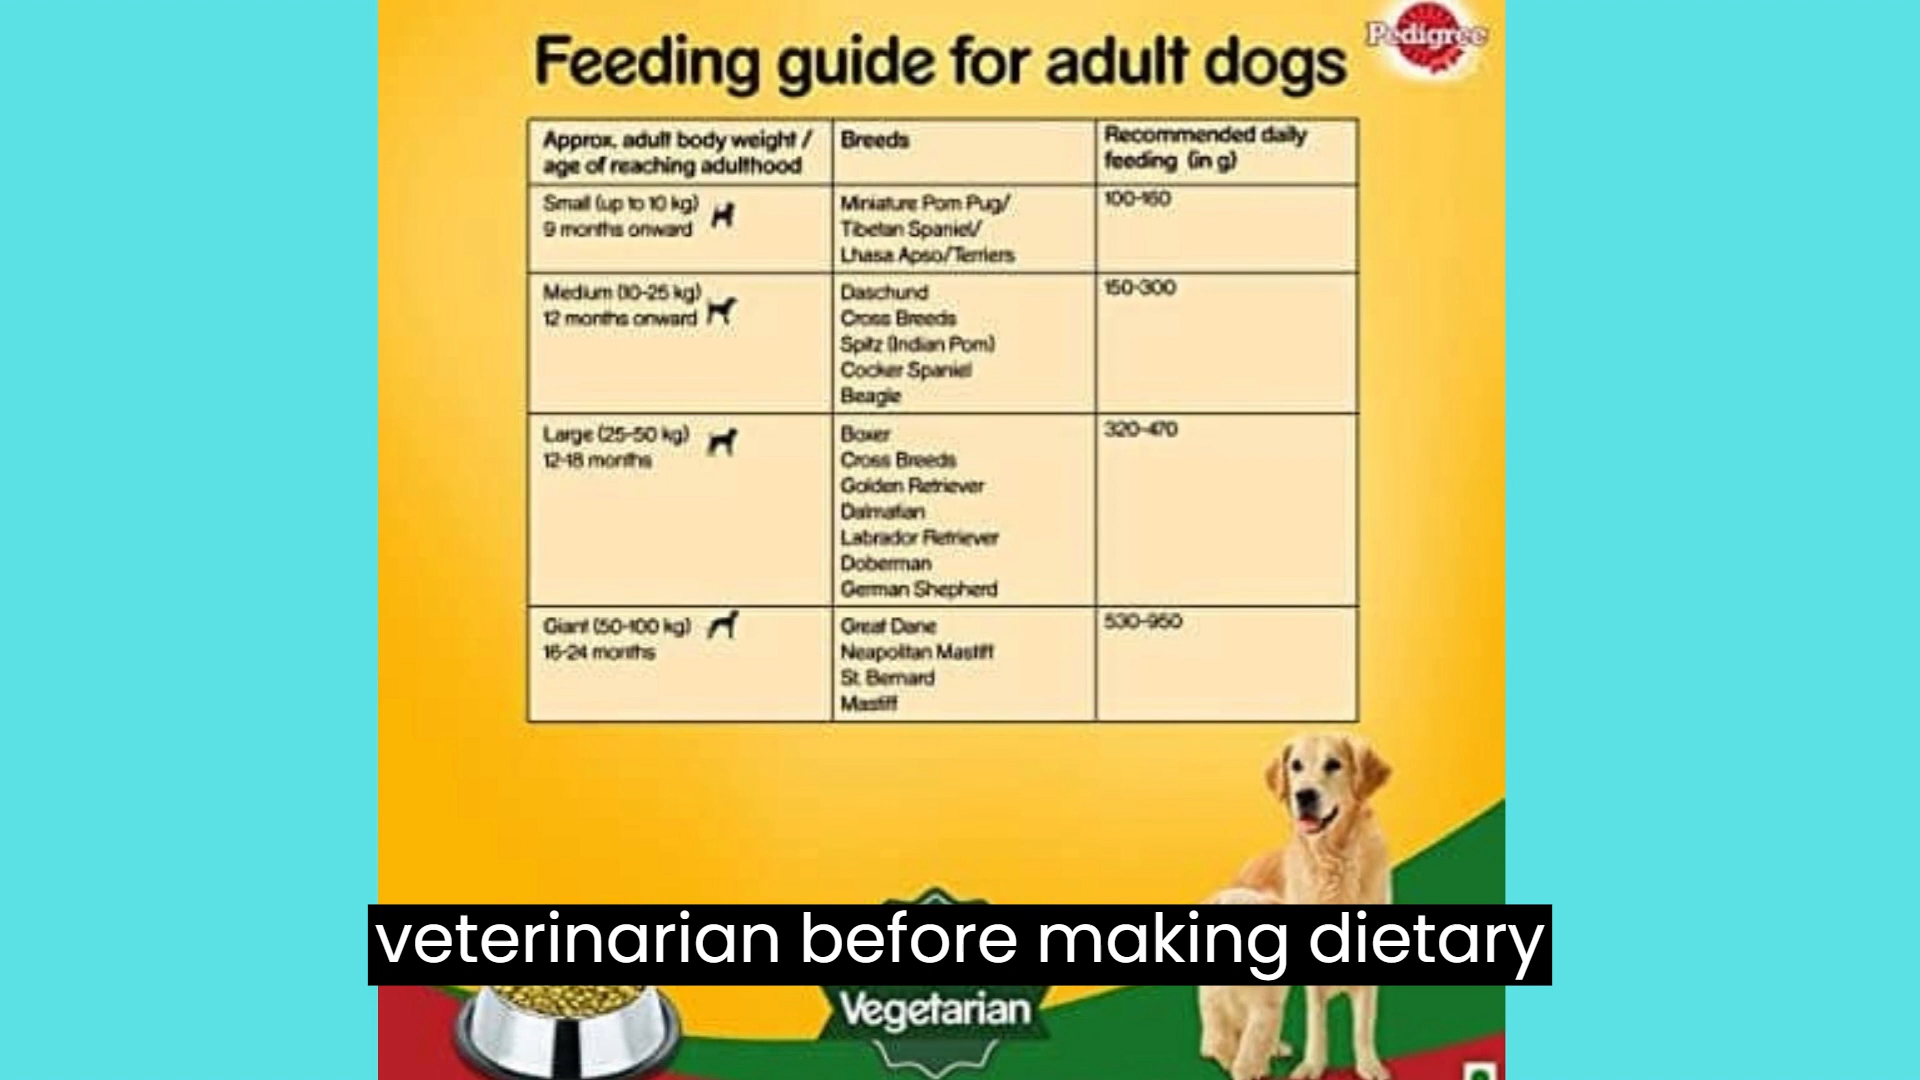 Pedigree
Feeding guide for adult dogs
Approx. adult body weight /
age of reaching adulthood
Breeds
Recommended daily
feeding (in g)
Small (up to 10 kg)
9 months onward
Miniature Pom Pug/
Tibetan Spaniel/
Lhasa Apso/Terriers
100-160
Medium (10-25 kg)
12 months onward
Daschund
Cross Breeds
Spitz (Indian Pom)
Cocker Spaniel
Beagle
150-300
Large (25-50 kg)
12-18 months
Boxer
Cross Breeds
Golden Retriever
Dalmatian
Labrador Retriever
Doberman
German Shepherd
320-470
Giant (50-100 kg)
16-24 months
Great Dane
Neapolitan Mastiff
St. Bernard
Mastiff
530-950
veterinarian before making dietary
Vegetarian